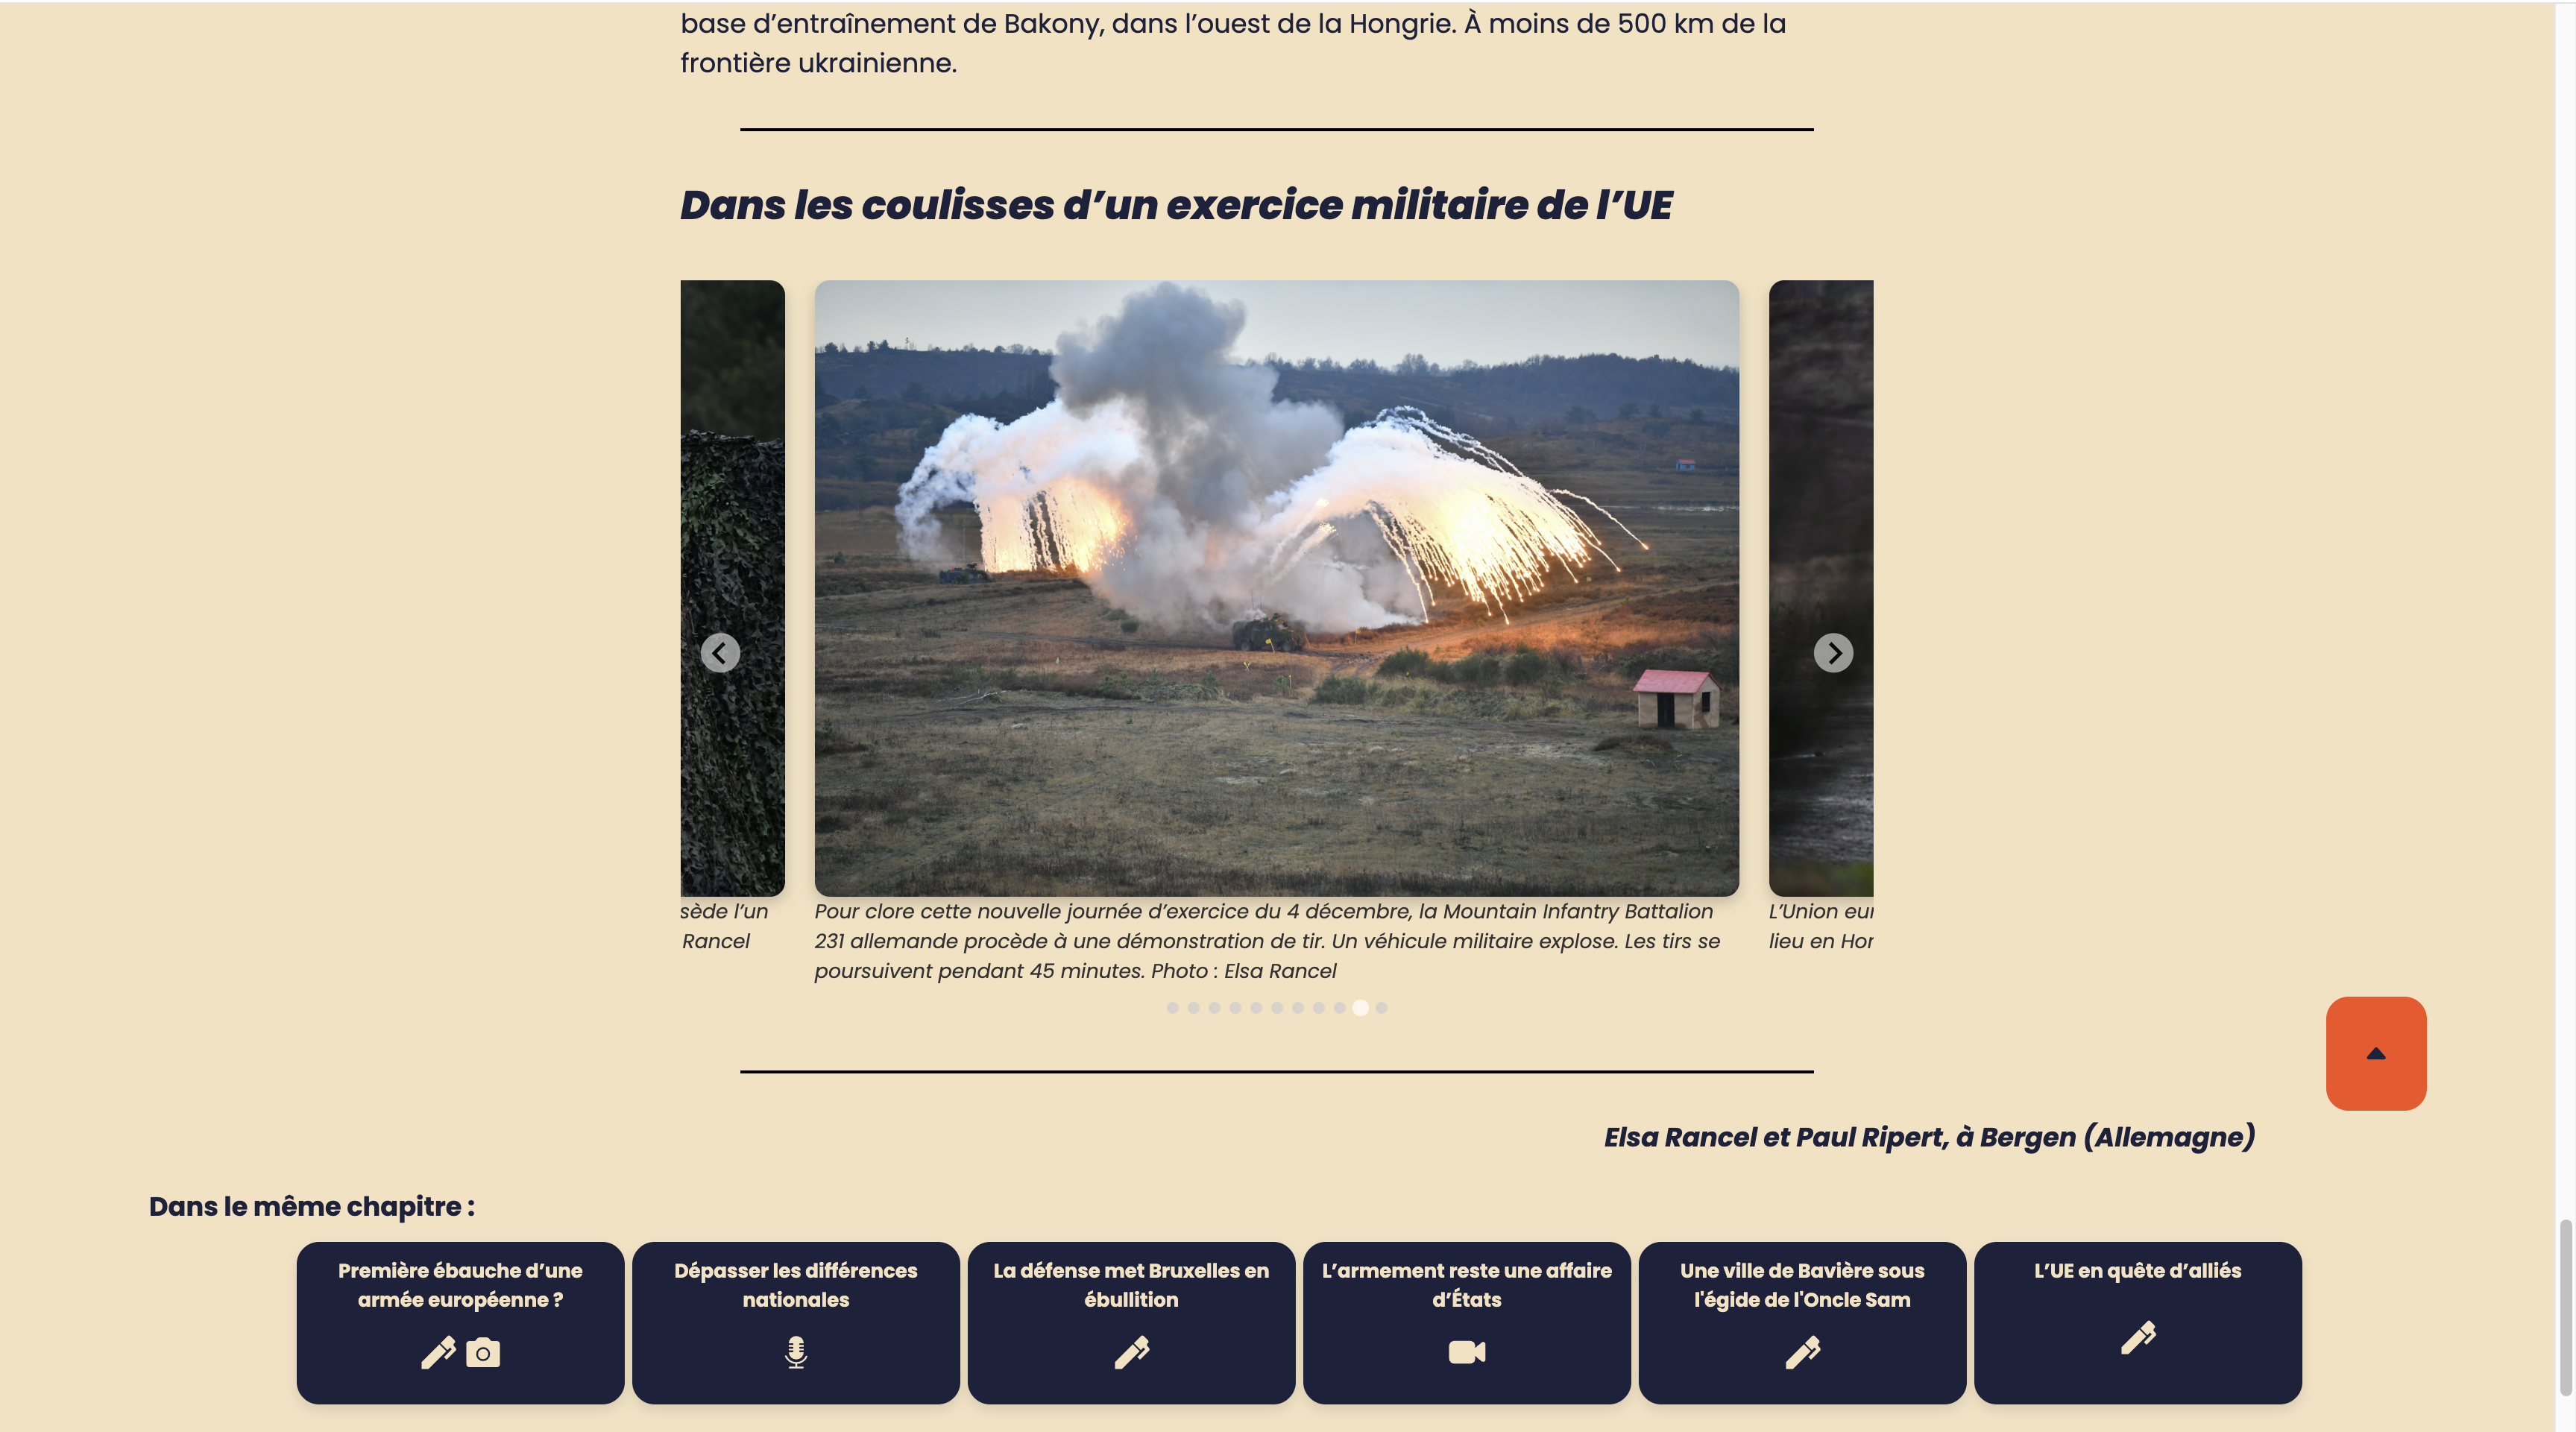 base d’entraînement de Bakony, dans l’ouest de la Hongrie. À moins de 500 km de la
frontière ukrainienne.
Dans les coulisses d’un exercice militaire de l’UE
sède l’un
Rancel
Pour clore cette nouvelle journée d’exercice du 4 décembre, la Mountain Infantry Battalion
231 allemande procède à une démonstration de tir. Un véhicule militaire explose. Les tirs se
poursuivent pendant 45 minutes. Photo : Elsa Rancel
L’Union eur
lieu en Hon
Elsa Rancel et Paul Ripert, à Bergen (Allemagne)
Dans le même chapitre :
Première ébauche d’une
armée européenne ?
Dépasser les différences
nationales
La défense met Bruxelles en
ébullition
L’armement reste une affaire
d’États
Une ville de Bavière sous
l'égide de l'Oncle Sam
L’UE en quête d’alliés